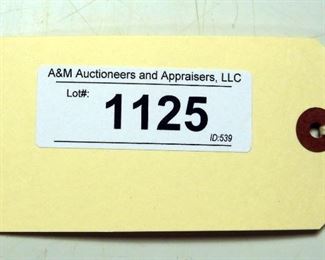 A&M Auctioneers and Appraisers, LLC
Lot#:
1125
ID:539